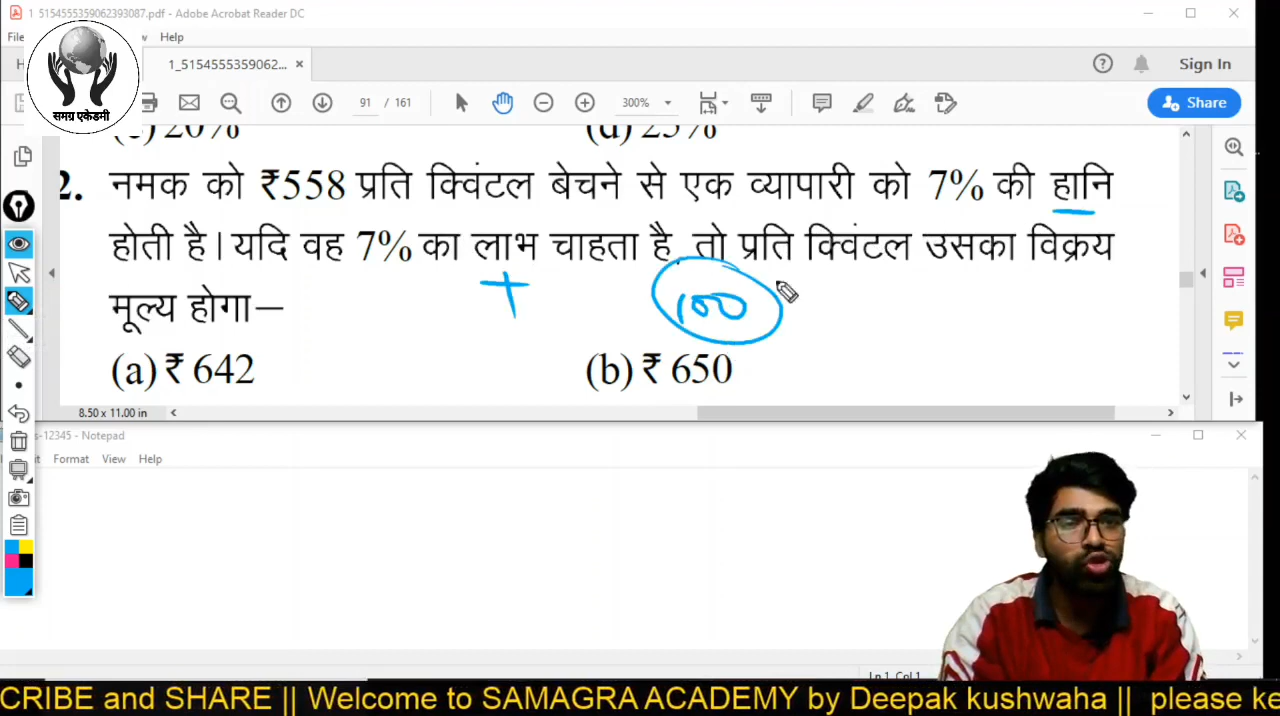 1_5154555359062393087.pdf - Adobe Acrobat Reader DC
Help
समग्र एकेडमी
1_5154555359062... ×
Sign In
91 / 161
300%
Share
(c) 20% (d) 25%
2. नमक को ₹558 प्रति क्विंटल बेचने से एक व्यापारी को 7% की हानि
होती है। यदि वह 7% का लाभ चाहता है, तो प्रति क्विंटल उसका विक्रय
मूल्य होगा—
+ 100
(a) ₹ 642 (b) ₹ 650
8.50 x 11.00 in
s-12345 - Notepad
Format View Help
Ln 1, Col 1
CRIBE and SHARE || Welcome to SAMAGRA ACADEMY by Deepak kushwaha || please ke